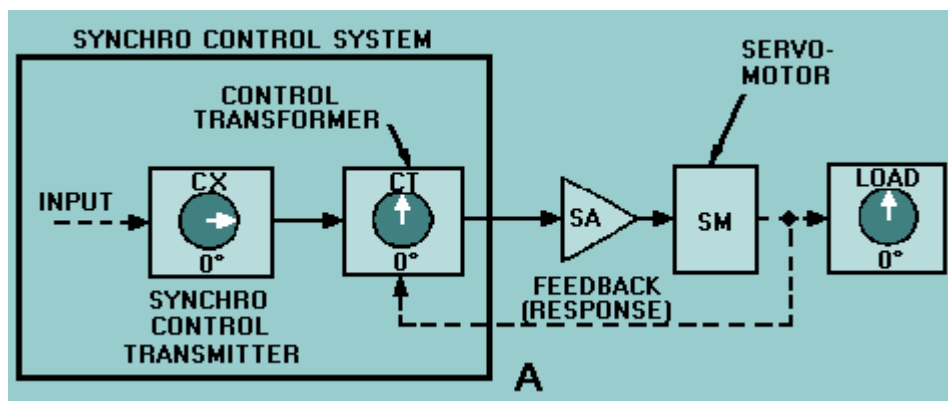 SYNCHRO CONTROL SYSTEM
SERVO-
MOTOR
CONTROL
TRANSFORMER
INPUT
CX
0°
CT
0°
SA
SM
LOAD
0°
SYNCHRO
CONTROL
TRANSMITTER
FEEDBACK
(RESPONSE)
A